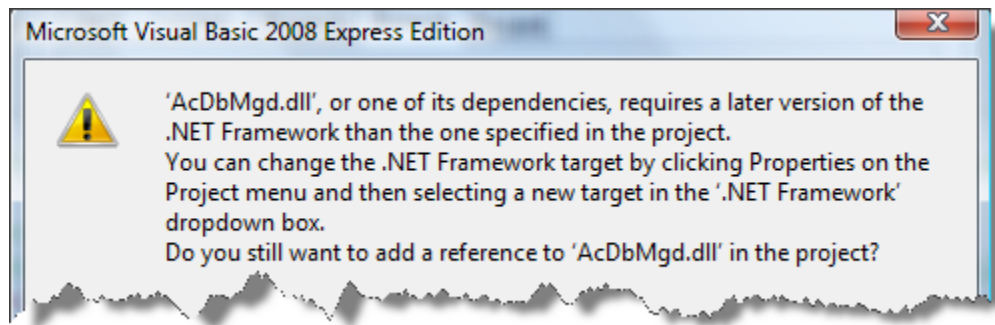 Microsoft Visual Basic 2008 Express Edition
'AcDbMgd.dll', or one of its dependencies, requires a later version of the
.NET Framework than the one specified in the project.
You can change the .NET Framework target by clicking Properties on the
Project menu and then selecting a new target in the '.NET Framework'
dropdown box.
Do you still want to add a reference to 'AcDbMgd.dll' in the project?